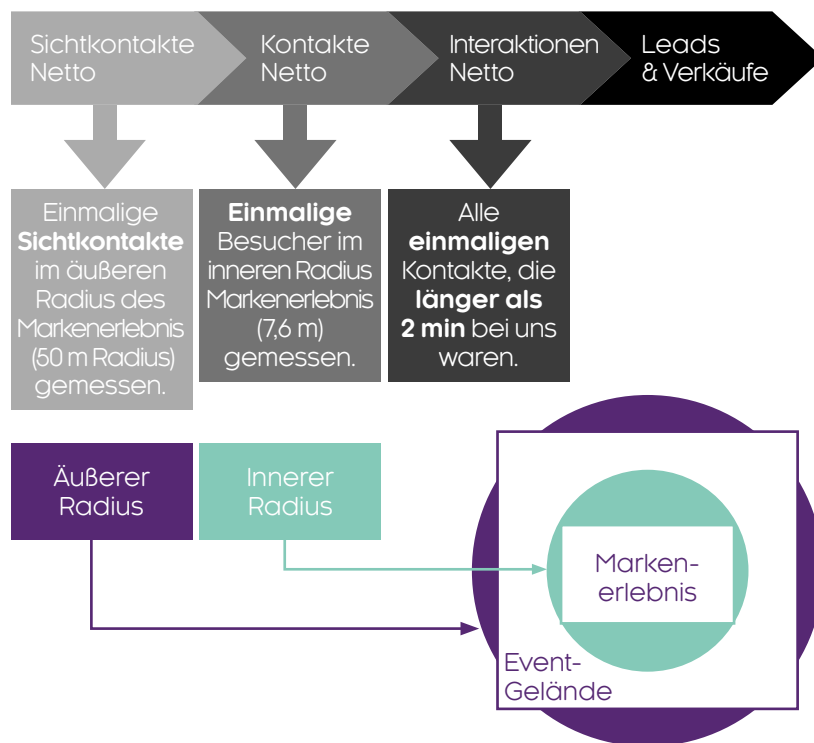 Sichtkontakte
Netto
Kontakte
Netto
Interaktionen
Netto
Leads
& Verkäufe
Einmalige
Sichtkontakte
im äußeren
Radius des
Markenerlebnis
(50 m Radius)
gemessen.
Einmalige
Besucher im
inneren Radius
Markenerlebnis
(7,6 m)
gemessen.
Alle
einmaligen
Kontakte, die
länger als
2 min bei uns
waren.
Äußerer
Radius
Innerer
Radius
Marken-
erlebnis
Event-
Gelände